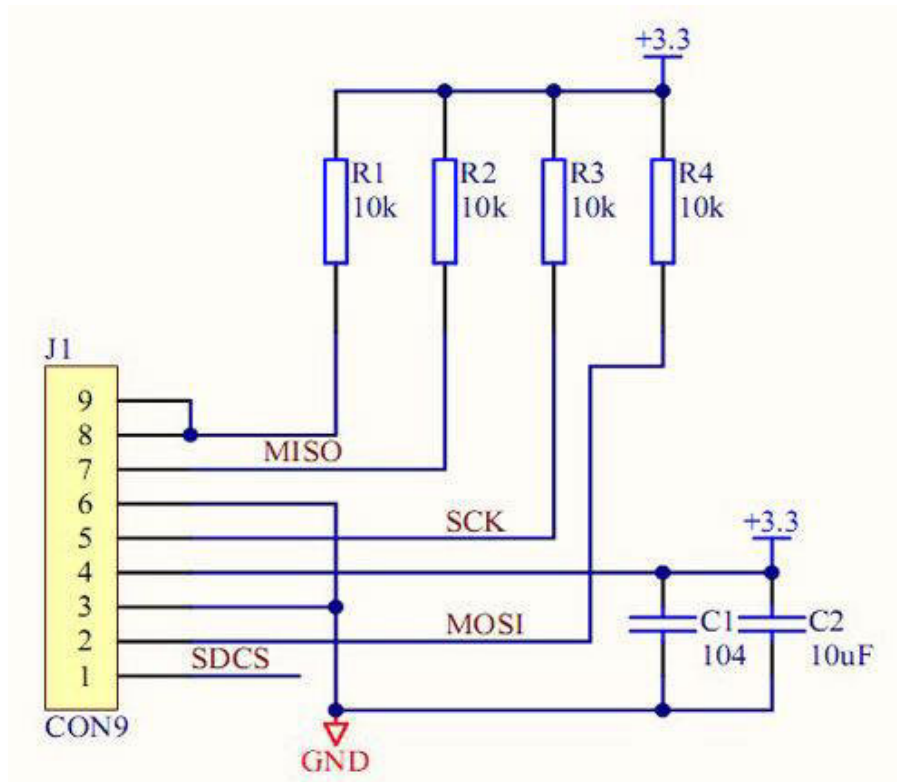 +3.3
R1
10k
R2
10k
R3
10k
R4
10k
J1
9
8
MISO
7
6
SCK
5
+3.3
4
3
C1
104
C2
10uF
MOSI
2
SDCS
1
CON9
GND